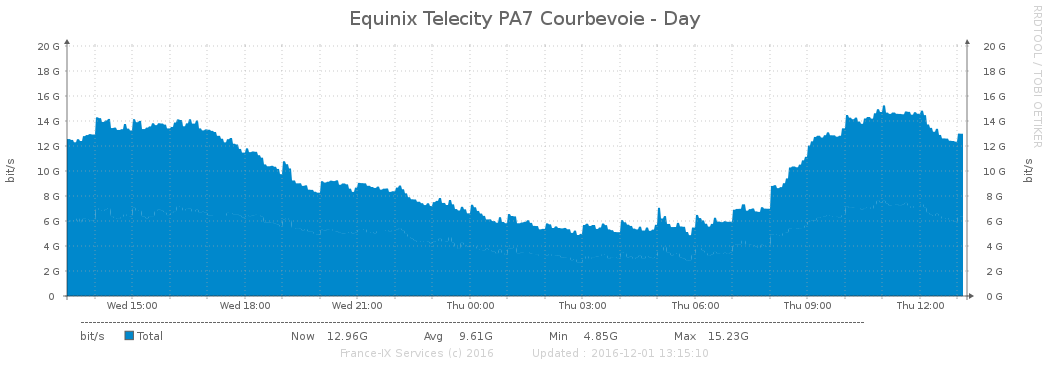 Equinix Telecity PA7 Courbevoie - Day
RRDTOOL / TOBI OETIKER
bit/s
20 G
18 G
16 G
14 G
12 G
10 G
8 G
6 G
4 G
2 G
0
20 G
18 G
16 G
14 G
12 G
10 G
8 G
6 G
4 G
2 G
0 G
bit/s
Wed 15:00 Wed 18:00 Wed 21:00 Thu 00:00 Thu 03:00 Thu 06:00 Thu 09:00 Thu 12:00
bit/s Total Now 12.96G Avg 9.61G Min 4.85G Max 15.23G
France-IX Services (c) 2016 Updated : 2016-12-01 13:15:10